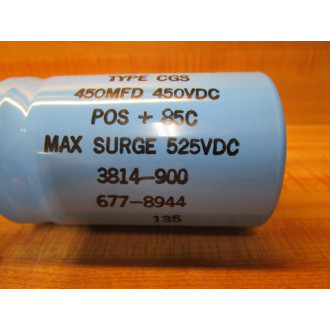 TYPE CGS
450MFD 450VDC
POS + 85C
MAX SURGE 525VDC
3814-900
677-8944
135